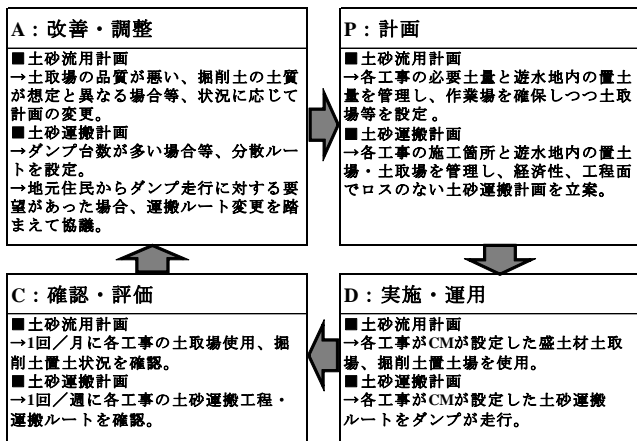 A：改善・調整
■土砂流用計画
→土取場の品質が悪い、掘削土の土質
が想定と異なる場合等、状況に応じて
計画の変更。
■土砂運搬計画
→ダンプ台数が多い場合等、分散ルー
トを設定。
→地元住民からダンプ走行に対する要
望があった場合、運搬ルート変更を踏
まえて協議。
P：計画
■土砂流用計画
→各工事の必要土量と遊水地内の置土
量を管理し、作業場を確保しつつ土取
場等を設定。
■土砂運搬計画
→各工事の施工箇所と遊水地内の置土
場・土取場を管理し、経済性、工程面
でロスのない土砂運搬計画を立案。
C：確認・評価
■土砂流用計画
→1回／月に各工事の土取場使用、掘
削土置土状況を確認。
■土砂運搬計画
→1回／週に各工事の土砂運搬工程・
運搬ルートを確認。
D：実施・運用
■土砂流用計画
→各工事がCMが設定した盛土材土取
場、掘削土置土場を使用。
■土砂運搬計画
→各工事がCMが設定した土砂運搬
ルートをダンプが走行。